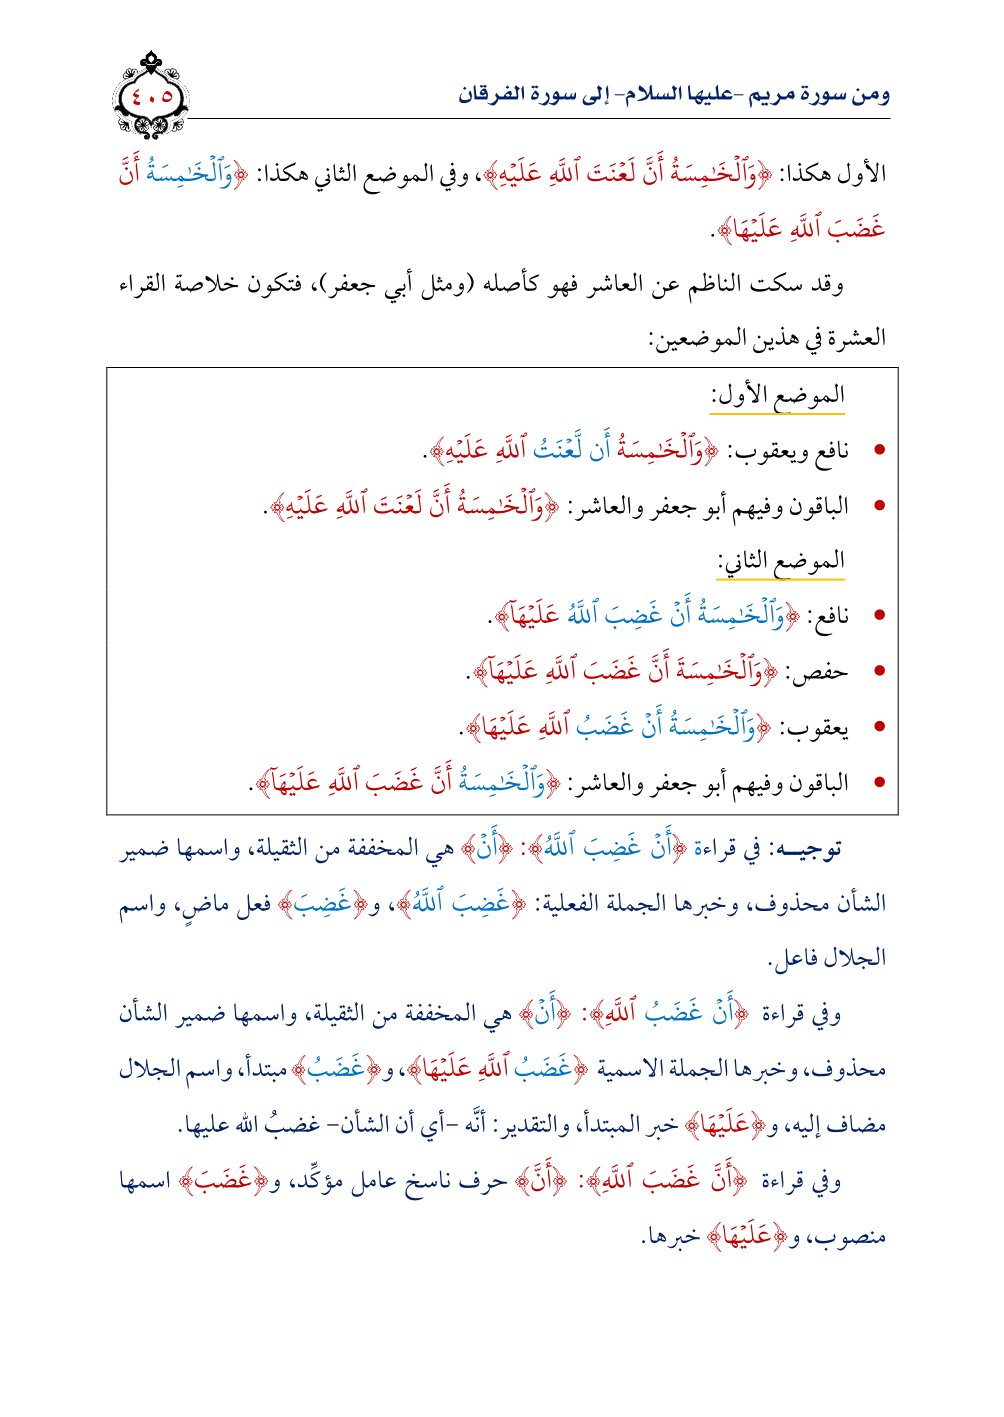 ومن سورة مريم -عليها السلام- إلى سورة الفرقان
٤٠٥
الأول هكذا: ﴿وَٱلۡخَٰمِسَةُ أَنَّ لَعۡنَتَ ٱللَّهِ عَلَيۡهِ﴾، وفي الموضع الثاني هكذا: ﴿وَٱلۡخَٰمِسَةُ أَنَّ
غَضَبَ ٱللَّهِ عَلَيۡهَا﴾.
وقد سكت الناظم عن العاشر فهو كأصله (ومثل أبي جعفر)، فتكون خلاصة القراء
العشرة في هذين الموضعين:
الموضع الأول:
• نافع ويعقوب: ﴿وَٱلۡخَٰمِسَةُ أَن لَّعۡنَتُ ٱللَّهِ عَلَيۡهِ﴾.
• الباقون وفيهم أبو جعفر والعاشر: ﴿وَٱلۡخَٰمِسَةُ أَنَّ لَعۡنَتَ ٱللَّهِ عَلَيۡهِ﴾.
الموضع الثاني:
• نافع: ﴿وَٱلۡخَٰمِسَةُ أَنۡ غَضِبَ ٱللَّهُ عَلَيۡهَآ﴾.
• حفص: ﴿وَٱلۡخَٰمِسَةَ أَنَّ غَضَبَ ٱللَّهِ عَلَيۡهَآ﴾.
• يعقوب: ﴿وَٱلۡخَٰمِسَةُ أَنۡ غَضَبُ ٱللَّهِ عَلَيۡهَا﴾.
• الباقون وفيهم أبو جعفر والعاشر: ﴿وَٱلۡخَٰمِسَةُ أَنَّ غَضَبَ ٱللَّهِ عَلَيۡهَآ﴾.
توجيـــه: في قراءة ﴿أَنۡ غَضِبَ ٱللَّهُ﴾: ﴿أَنۡ﴾ هي المخففة من الثقيلة، واسمها ضمير
الشأن محذوف، وخبرها الجملة الفعلية: ﴿غَضِبَ ٱللَّهُ﴾، و﴿غَضِبَ﴾ فعل ماضٍ، واسم
الجلال فاعل.
وفي قراءة ﴿أَنۡ غَضَبُ ٱللَّهِ﴾: ﴿أَنۡ﴾ هي المخففة من الثقيلة، واسمها ضمير الشأن
محذوف، وخبرها الجملة الاسمية ﴿غَضَبُ ٱللَّهِ عَلَيۡهَا﴾، و﴿غَضَبُ﴾ مبتدأ، واسم الجلال
مضاف إليه، و﴿عَلَيۡهَا﴾ خبر المبتدأ، والتقدير: أنَّه -أي أن الشأن- غضبُ الله عليها.
وفي قراءة ﴿أَنَّ غَضَبَ ٱللَّهِ﴾: ﴿أَنَّ﴾ حرف ناسخ عامل مؤكِّد، و﴿غَضَبَ﴾ اسمها
منصوب، و﴿عَلَيۡهَا﴾ خبرها.